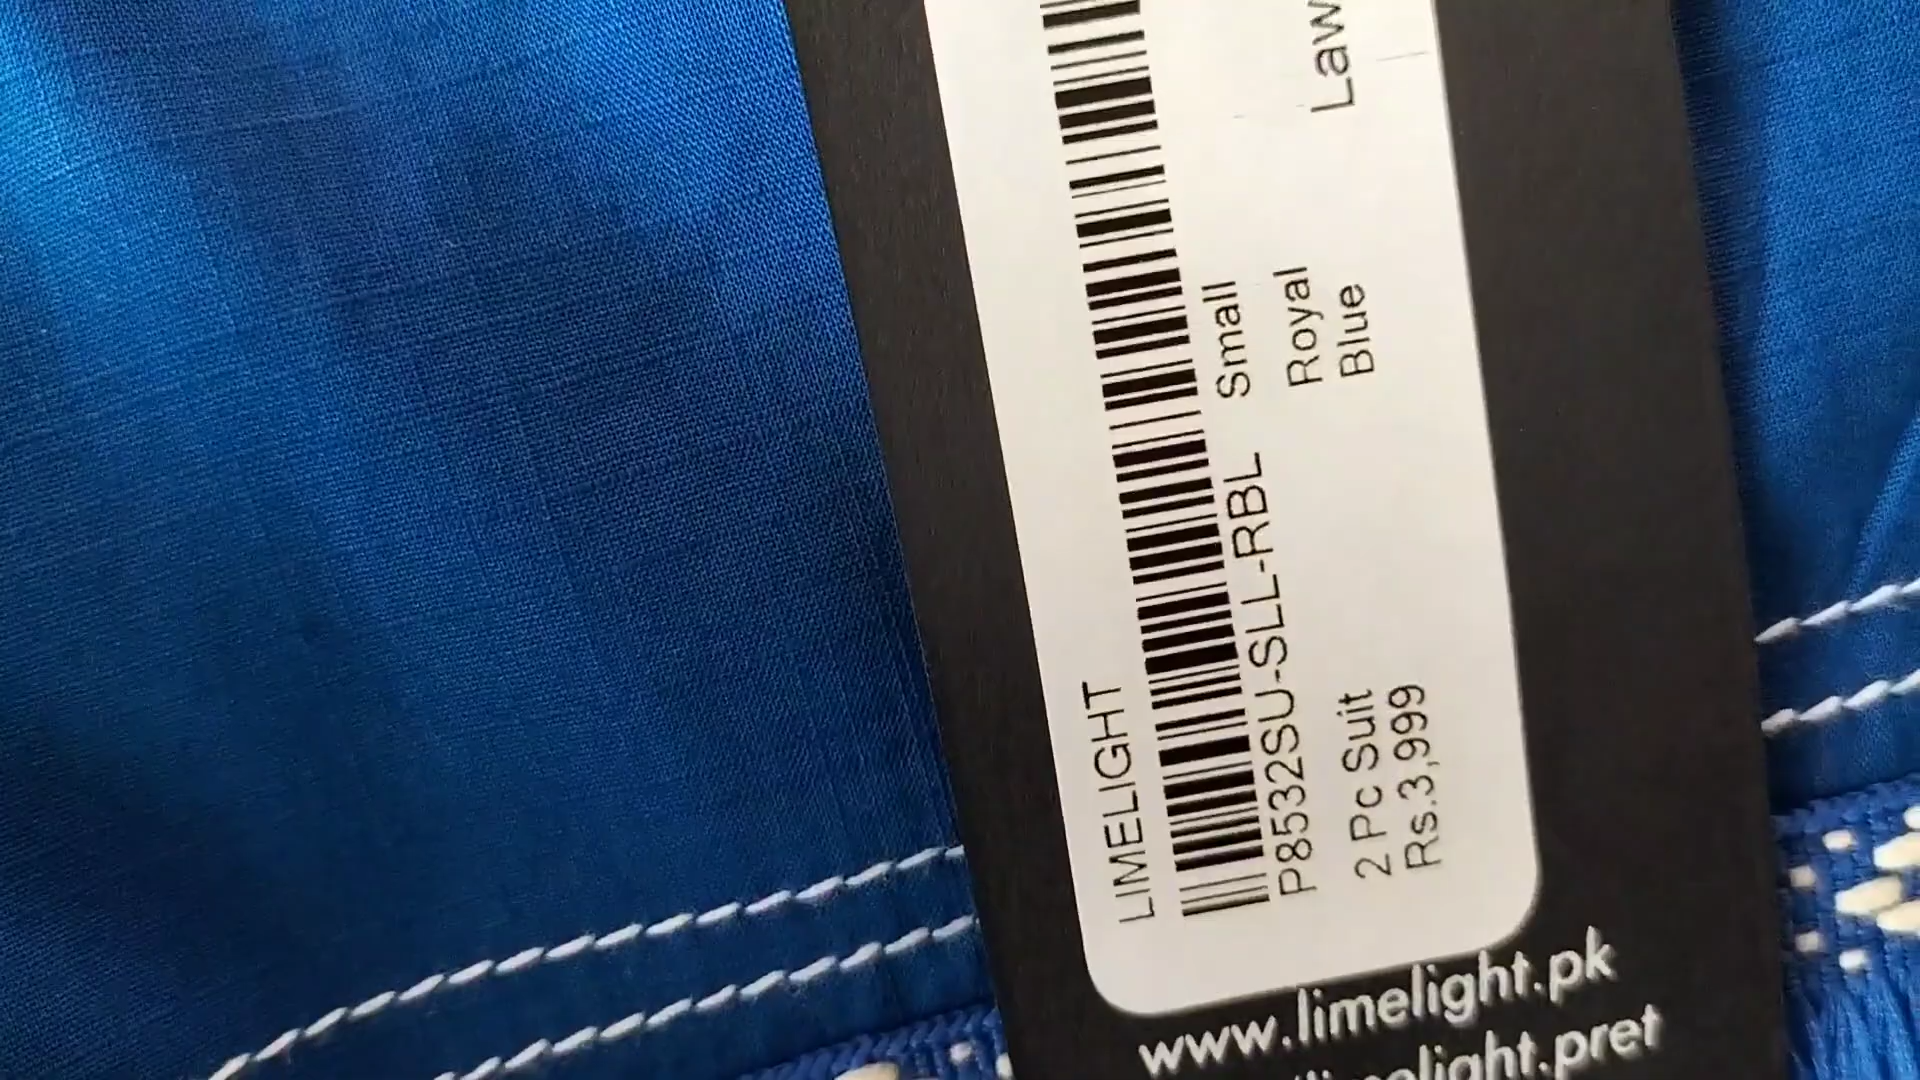 LIMELIGHT
P8532SU-SLL-RBL Small
Royal
Blue
2 Pc Suit
Rs.3,999
www.limelight.pk